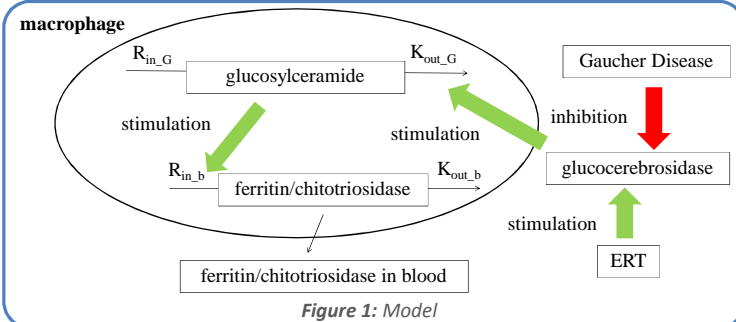 macrophage
R_in_G
K_out_G
glucosylceramide
Gaucher Disease
stimulation
stimulation
inhibition
R_in_b
K_out_b
ferritin/chitotriosidase
glucocerebrosidase
stimulation
ERT
ferritin/chitotriosidase in blood
Figure 1: Model